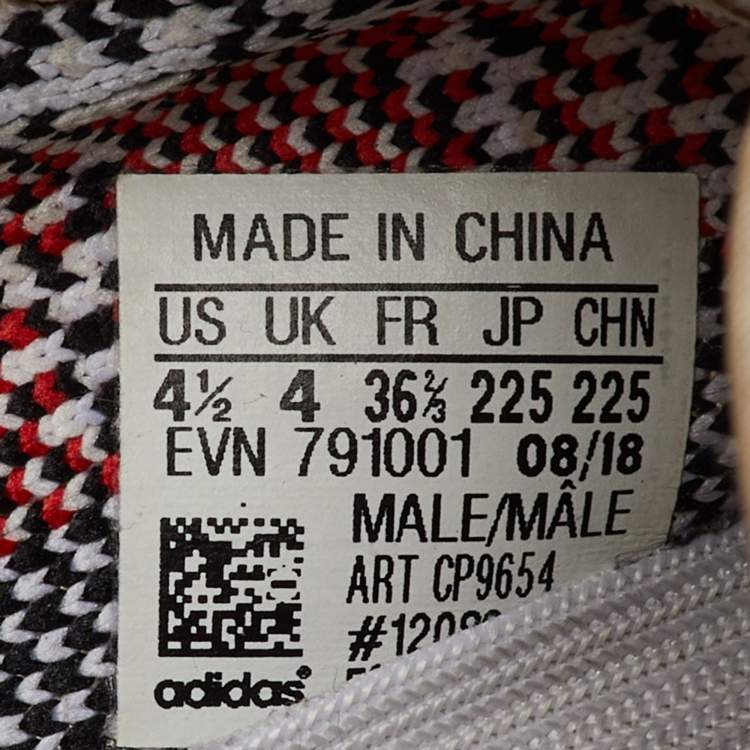 MADE IN CHINA
US UK FR JP CHN
4½ 4 36⅔ 225 225
EVN 791001 08/18
MALE/MÂLE
ART CP9654
adidas®